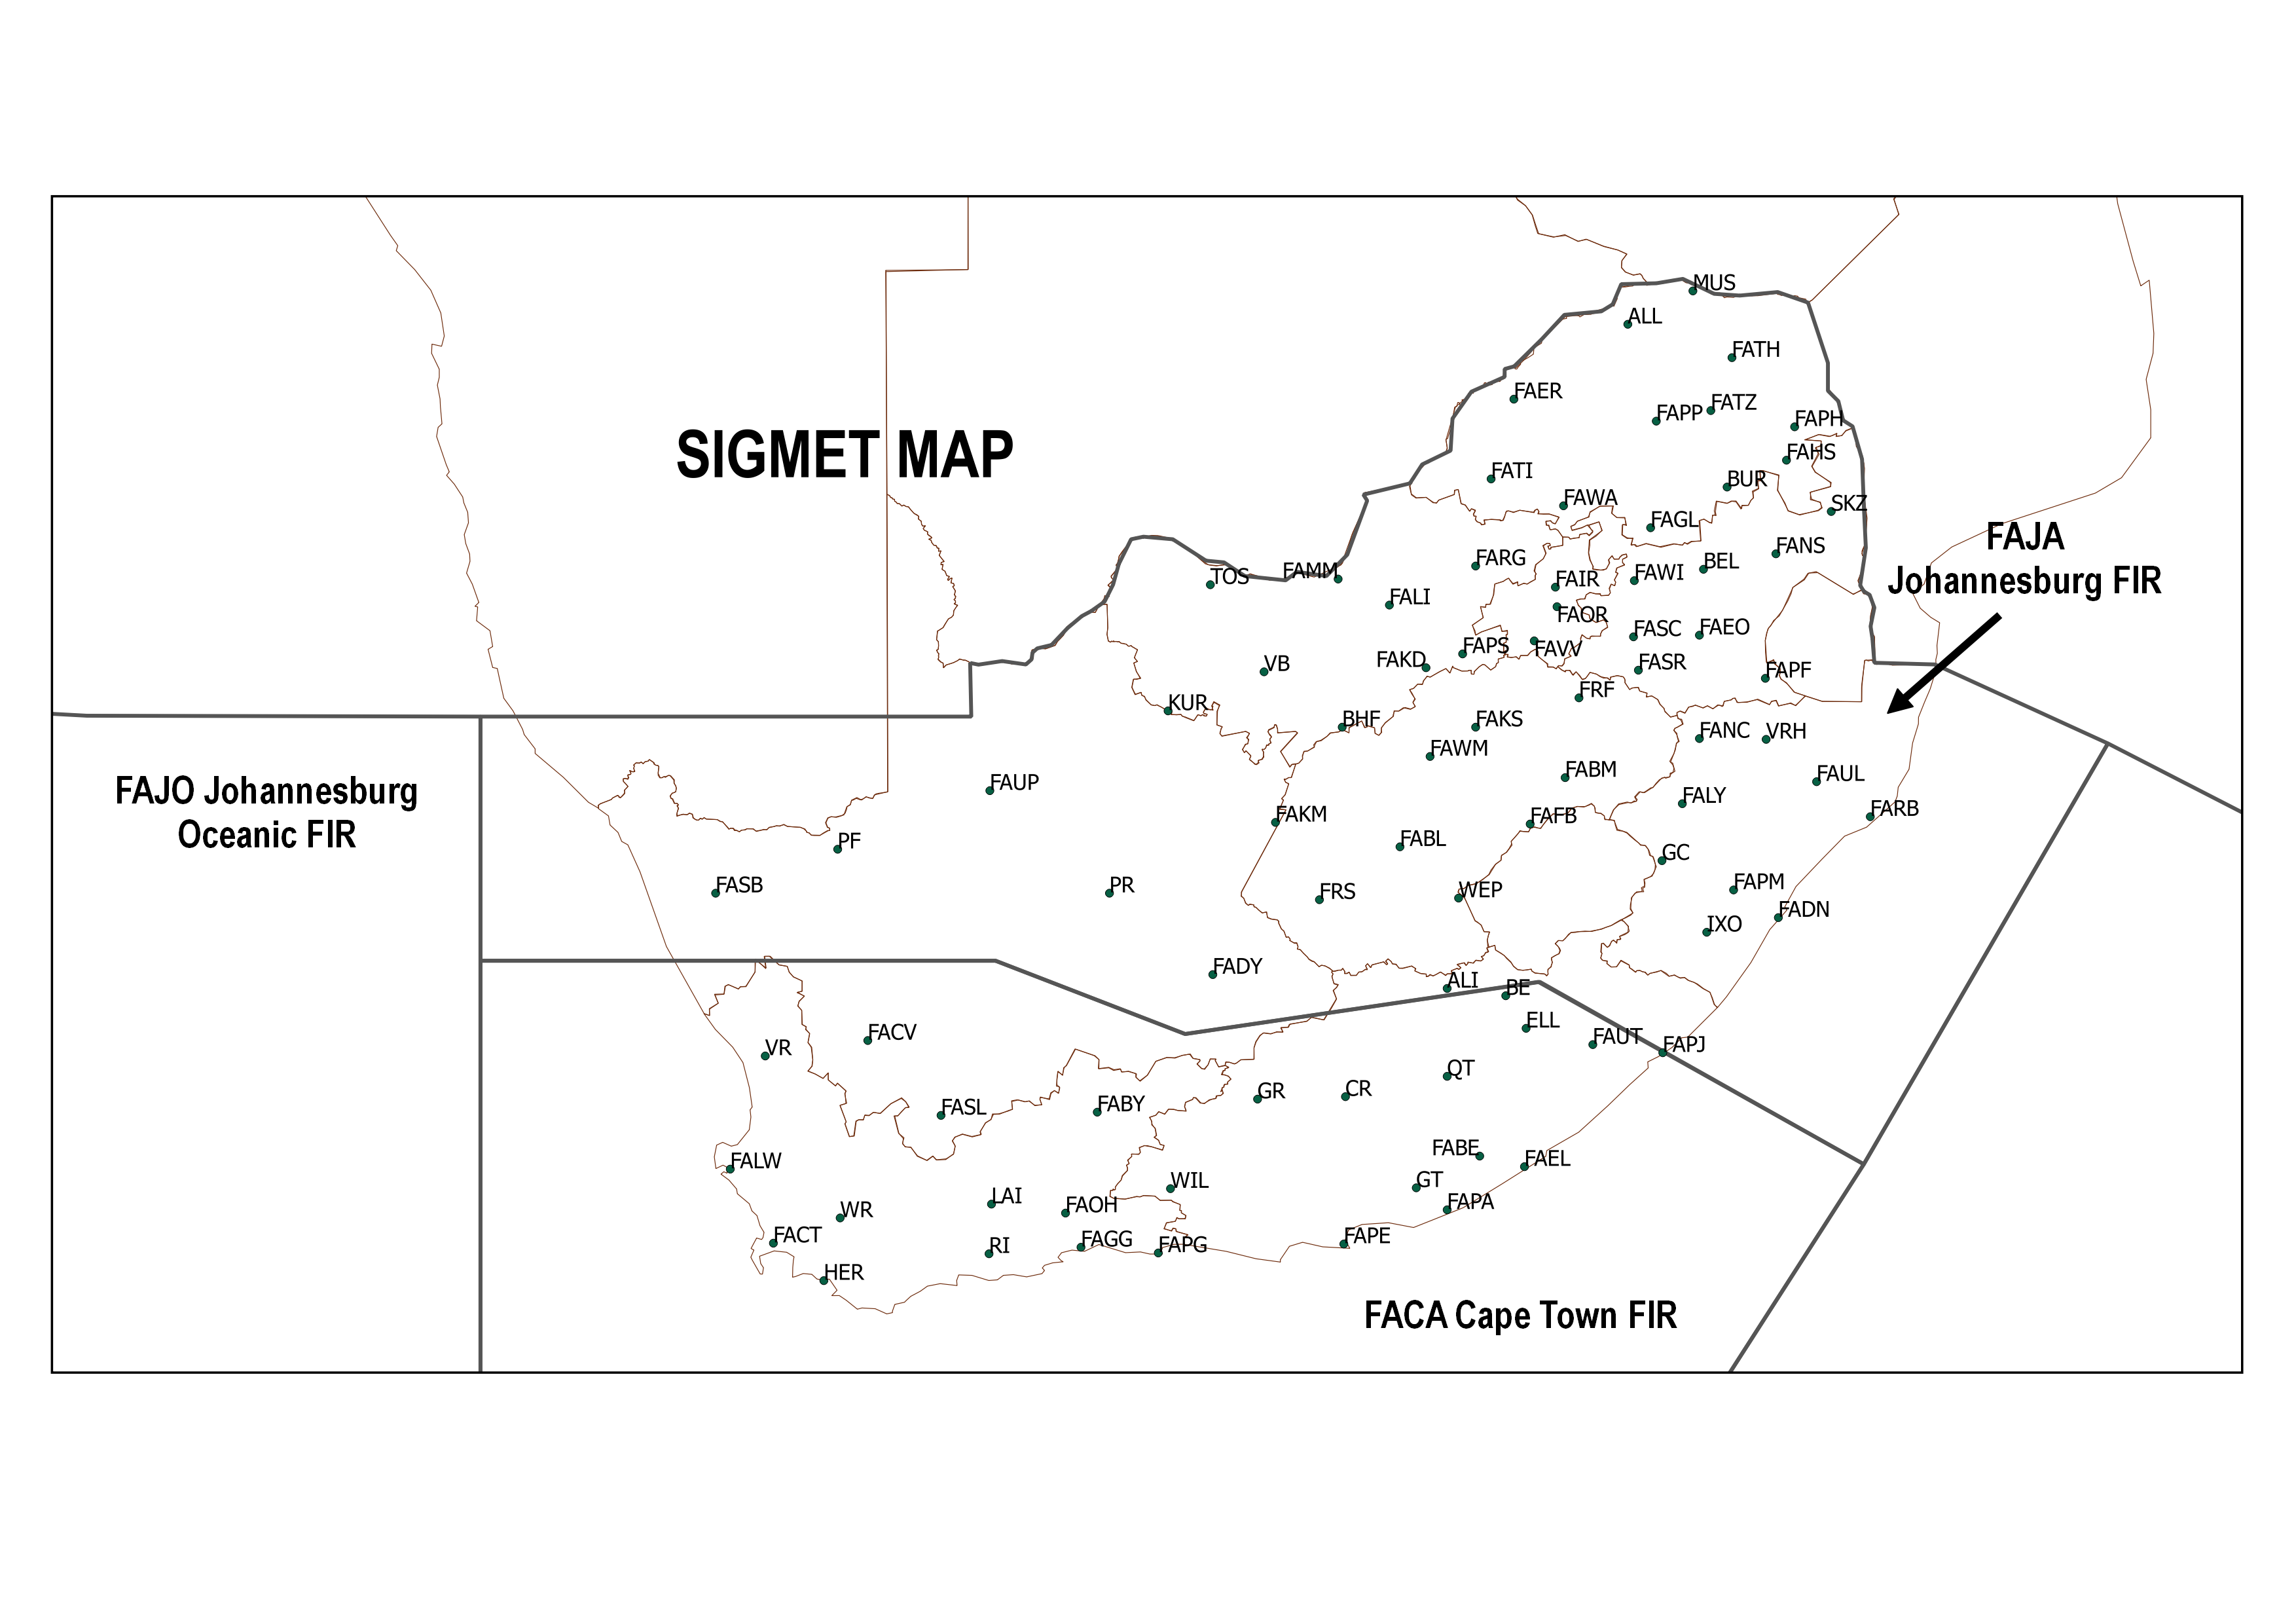 MUS
ALL
FATH
FAER
FATZ
FAPP
FAPH
SIGMET MAP
FAHS
FATI
BUR
FAWA
SKZ
FAGL
FAJA
Johannesburg FIR
FANS
FARG
BEL
FAMM
TOS
FAIR
FAWI
FALI
FAOR
FAEO
FASC
FAPS
FAVV
FAKD
VB
FASR
FAPF
FRF
KUR
BHF
FAKS
FANC
VRH
FAWM
FABM
FAUL
FAUP
FAJO Johannesburg
Oceanic FIR
FALY
FARB
FAKM
FAFB
PF
FABL
GC
FASB
PR
FRS
WEP
FAPM
FADN
IXO
FADY
ALI
BE
ELL
FACV
FAUT
FAPJ
VR
QT
CR
GR
FASL
FABY
FABE
FAEL
FALW
WIL
GT
LAI
FAPA
FAOH
WR
FACT
FAPE
FAGG
RI
FAPG
HER
FACA Cape Town FIR